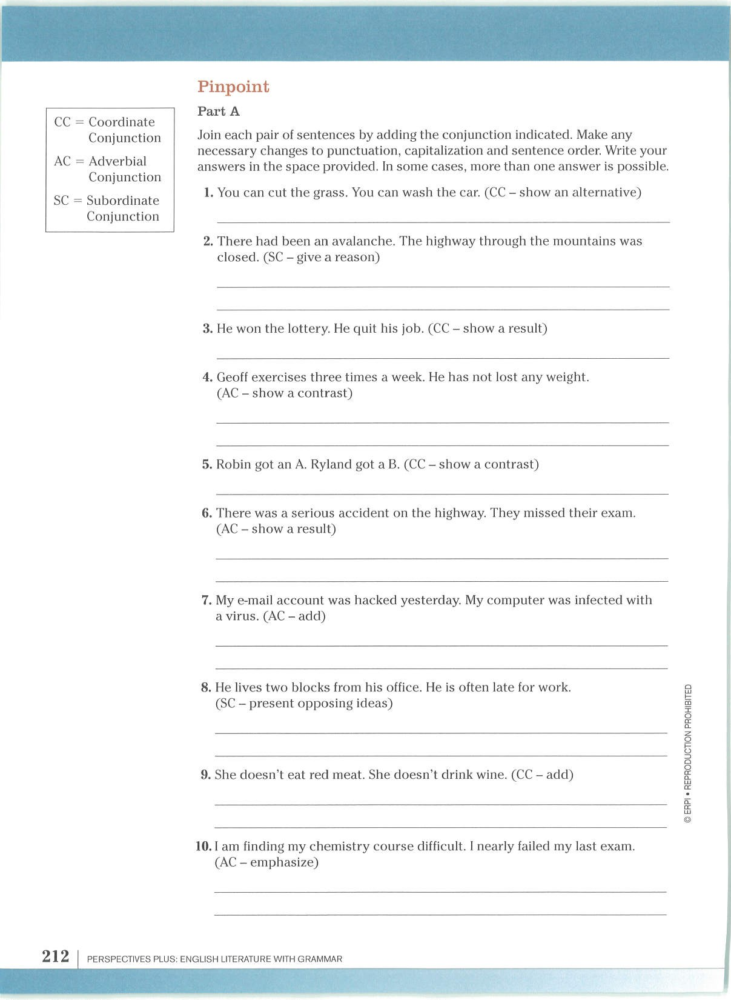 Pinpoint
Part A
CC = Coordinate
Conjunction
AC = Adverbial
Conjunction
SC = Subordinate
Conjunction
Join each pair of sentences by adding the conjunction indicated. Make any
necessary changes to punctuation, capitalization and sentence order. Write your
answers in the space provided. In some cases, more than one answer is possible.
1. You can cut the grass. You can wash the car. (CC – show an alternative)
2. There had been an avalanche. The highway through the mountains was
closed. (SC – give a reason)
3. He won the lottery. He quit his job. (CC – show a result)
4. Geoff exercises three times a week. He has not lost any weight.
(AC – show a contrast)
5. Robin got an A. Ryland got a B. (CC – show a contrast)
6. There was a serious accident on the highway. They missed their exam.
(AC – show a result)
7. My e-mail account was hacked yesterday. My computer was infected with
a virus. (AC – add)
8. He lives two blocks from his office. He is often late for work.
(SC – present opposing ideas)
9. She doesn't eat red meat. She doesn't drink wine. (CC – add)
10. I am finding my chemistry course difficult. I nearly failed my last exam.
(AC – emphasize)
© ERPI • REPRODUCTION PROHIBITED
212 | PERSPECTIVES PLUS: ENGLISH LITERATURE WITH GRAMMAR